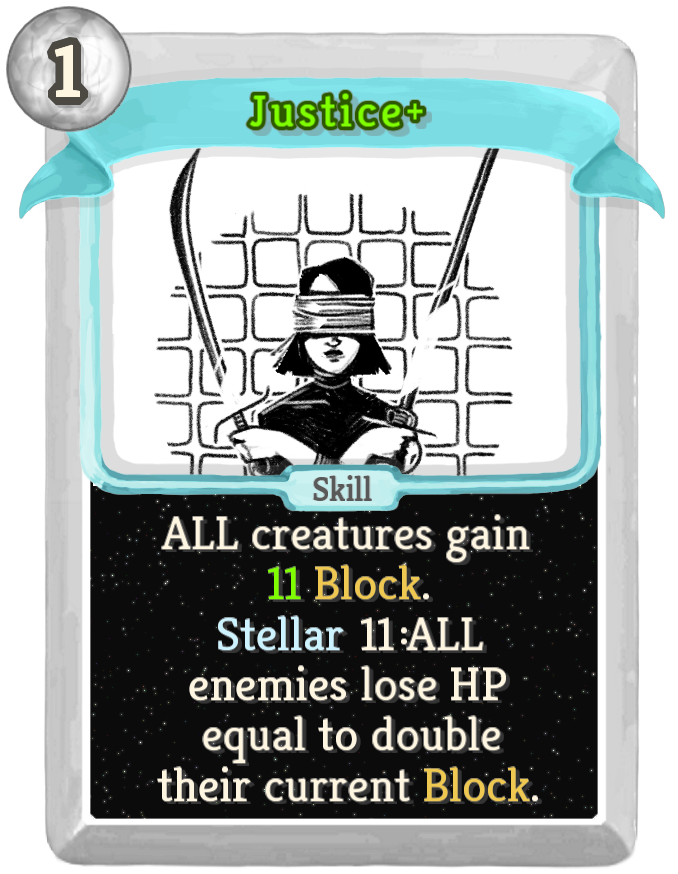 1
Justice+
Skill
ALL creatures gain
11 Block.
Stellar 11:ALL
enemies lose HP
equal to double
their current Block.